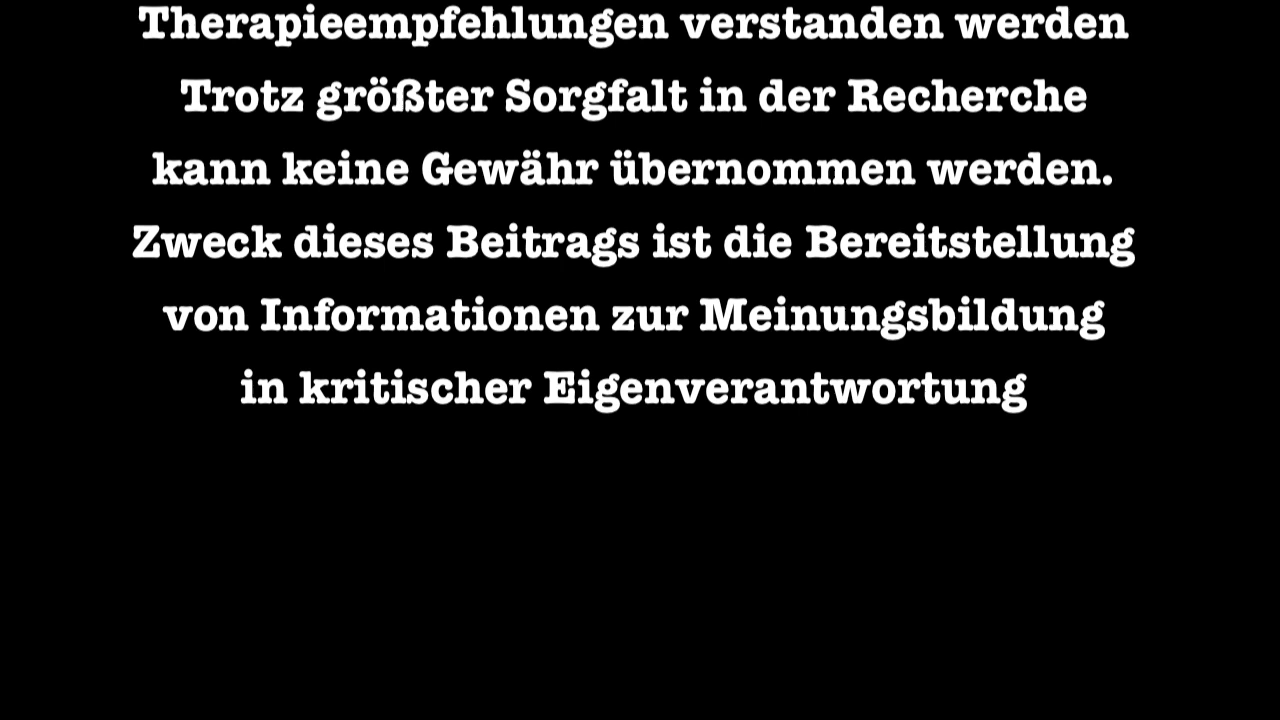 Therapieempfehlungen verstanden werden
Trotz größter Sorgfalt in der Recherche
kann keine Gewähr übernommen werden.
Zweck dieses Beitrags ist die Bereitstellung
von Informationen zur Meinungsbildung
in kritischer Eigenverantwortung